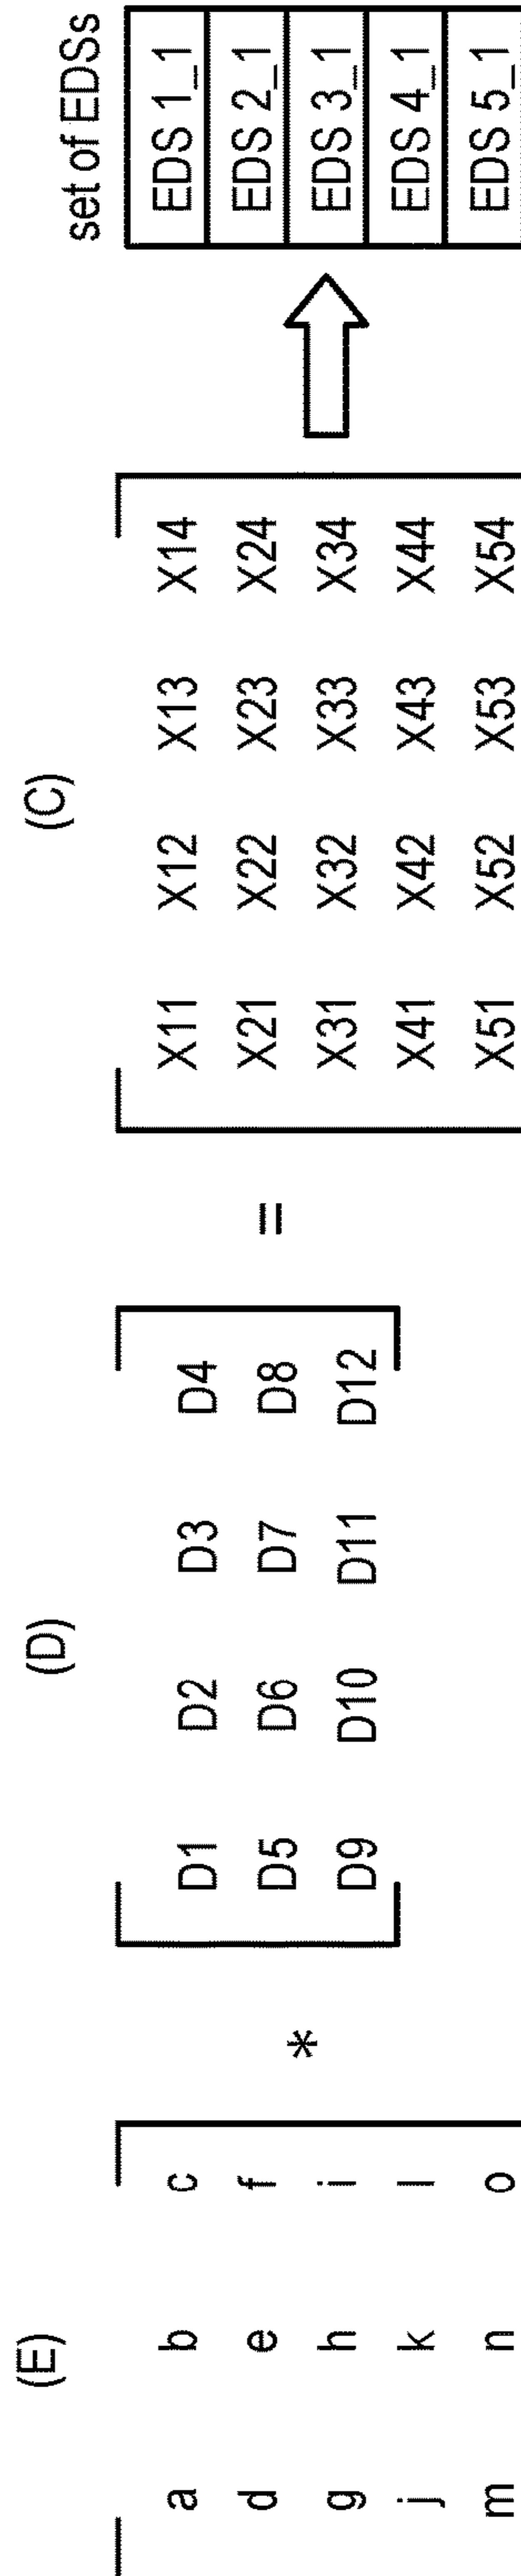 (E) (D) (C) set of EDSs
a b c D1 D2 D3 D4 X11 X12 X13 X14 EDS 1_1
d e f * D5 D6 D7 D8 = X21 X22 X23 X24 EDS 2_1
g h i D9 D10 D11 D12 X31 X32 X33 X34 EDS 3_1
j k l X41 X42 X43 X44 EDS 4_1
m n o X51 X52 X53 X54 EDS 5_1